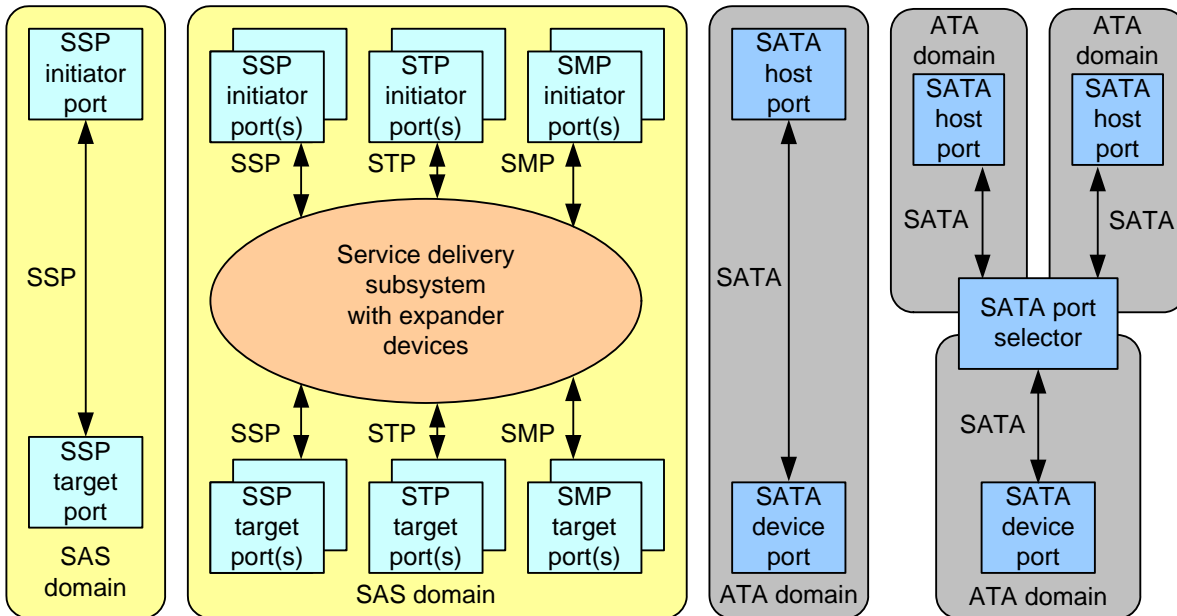 SSP
initiator
port
SSP
SSP
target
port
SAS
domain
SSP
initiator
port(s)
STP
initiator
port(s)
SMP
initiator
port(s)
SSP
STP
SMP
Service delivery
subsystem
with expander
devices
SSP
STP
SMP
SSP
target
port(s)
STP
target
port(s)
SMP
target
port(s)
SAS domain
SATA
host
port
SATA
SATA
device
port
ATA domain
ATA
domain
SATA
host
port
SATA
ATA
domain
SATA
host
port
SATA
SATA port
selector
SATA
SATA
device
port
ATA domain